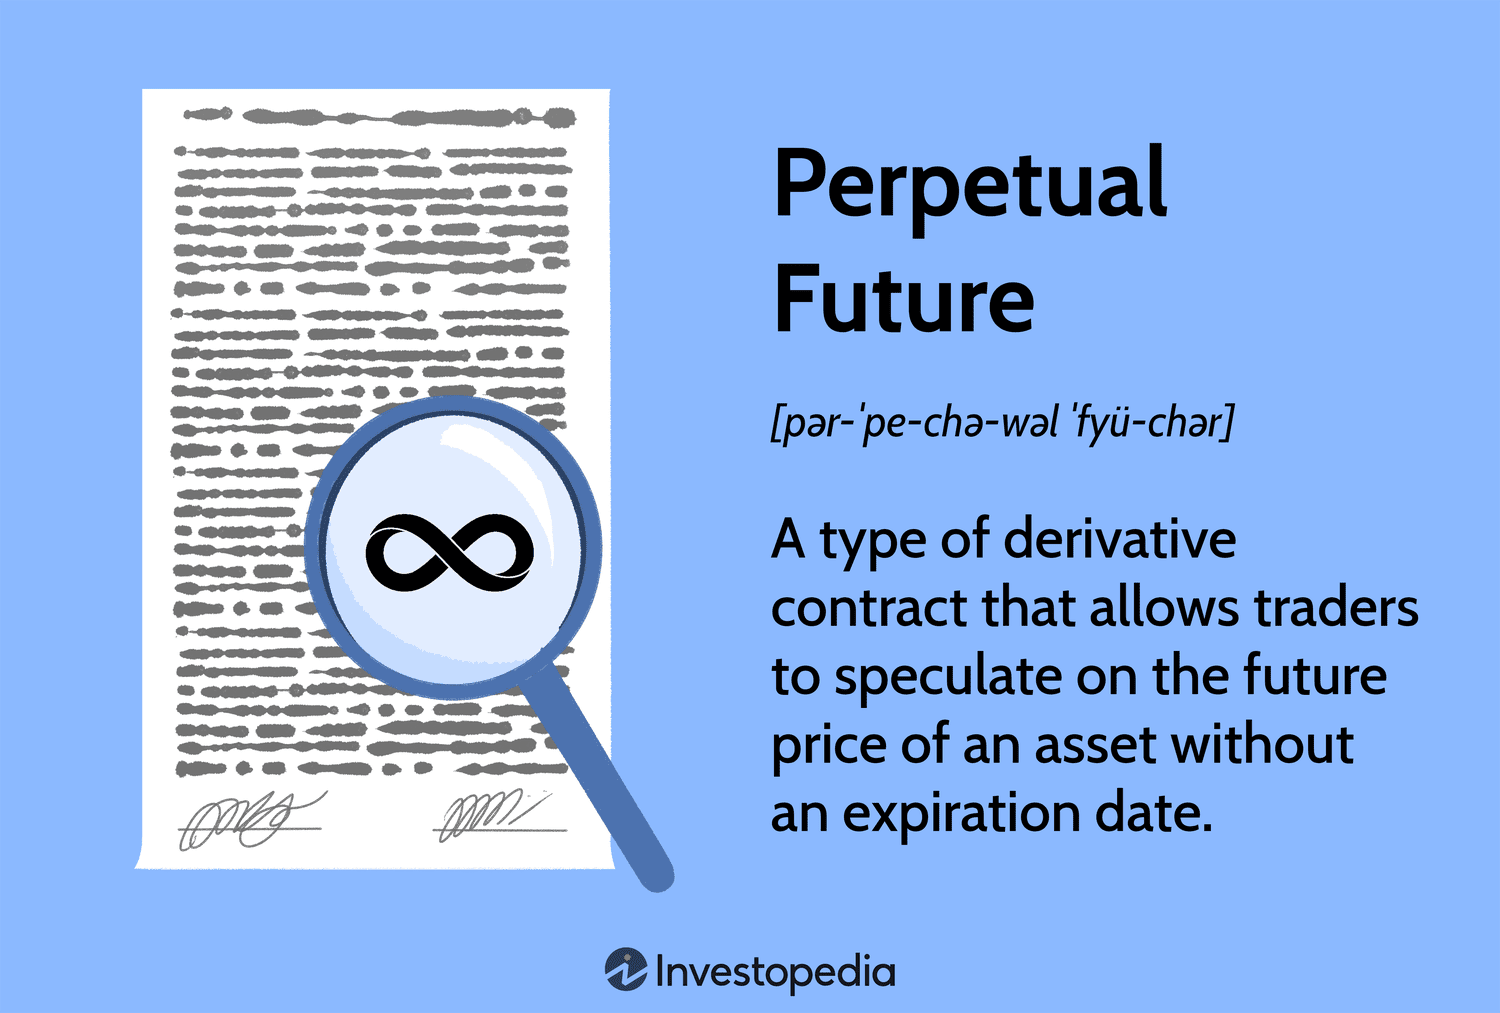 Perpetual
Future
[pər-ˈpe-chə-wəl ˈfyü-chər]
A type of derivative
contract that allows traders
to speculate on the future
price of an asset without
an expiration date.
Investopedia